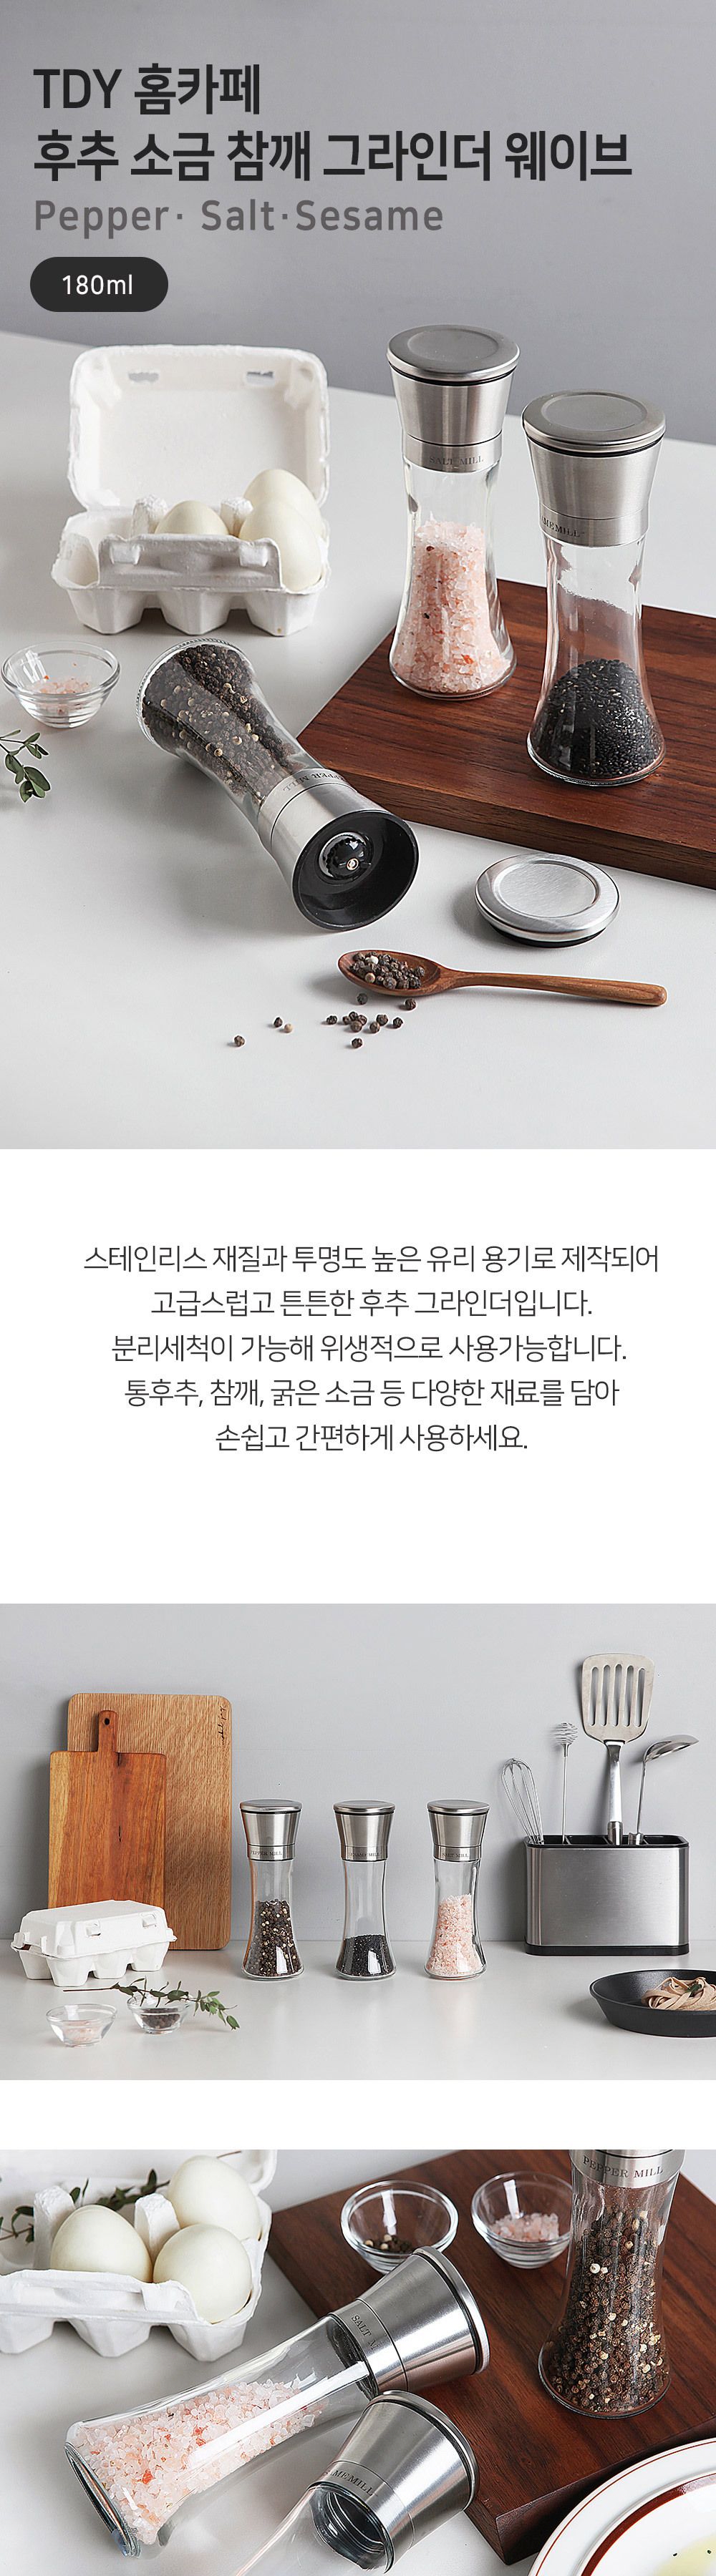 TDY 홈카페
후추 소금 참깨 그라인더 웨이브
Pepper· Salt·Sesame
180ml
SALT MILL
PEPPER MILL
스테인리스 재질과 투명도 높은 유리 용기로 제작되어
고급스럽고 튼튼한 후추 그라인더입니다.
분리세척이 가능해 위생적으로 사용가능합니다.
통후추, 참깨, 굵은 소금 등 다양한 재료를 담아
손쉽고 간편하게 사용하세요.
PEPPER MILL
SALT